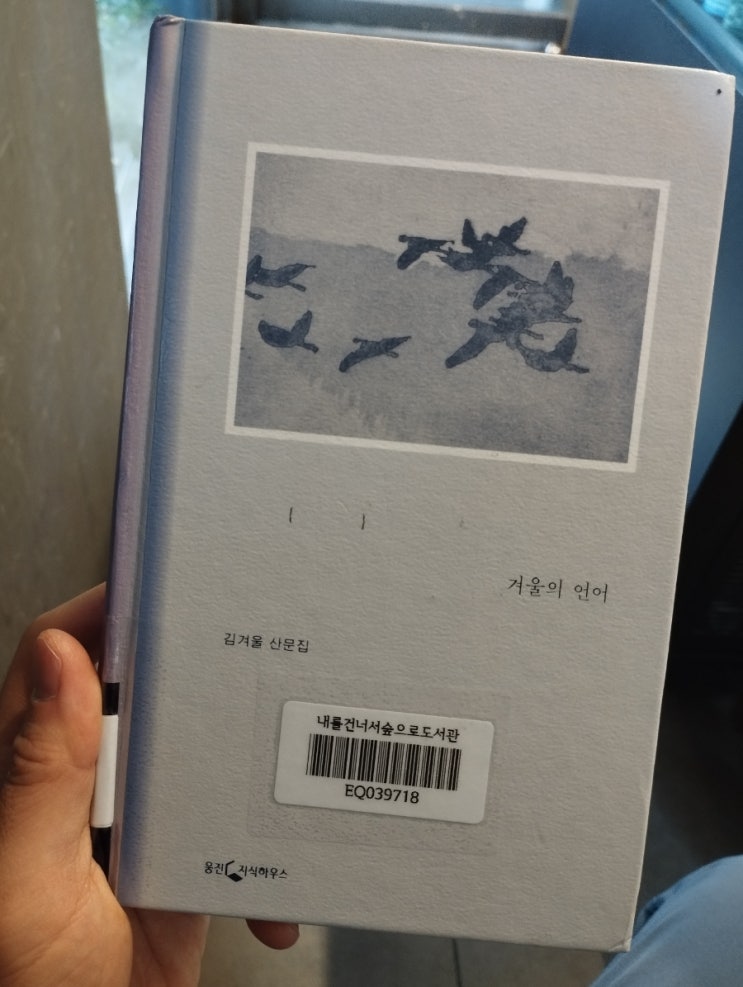 겨울의 언어
김겨울 산문집
내를건너서숲으로도서관
EQ039718
웅진 지식하우스